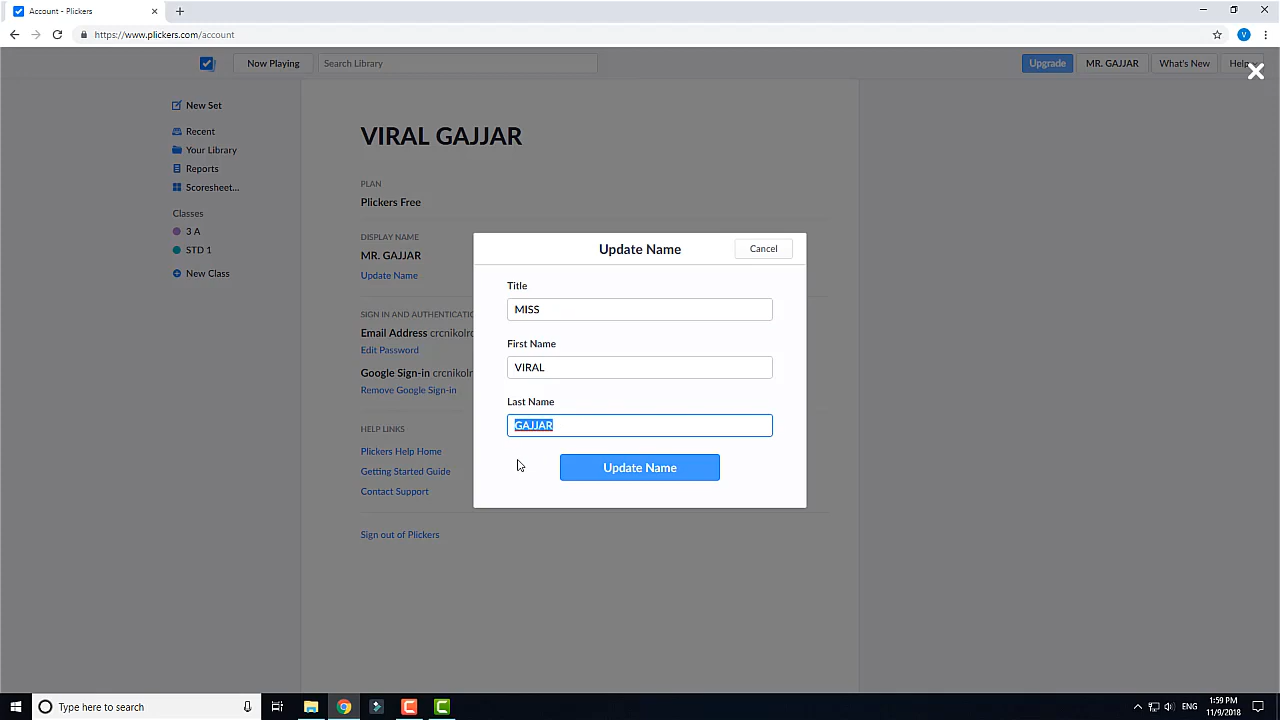 Account - Plickers
https://www.plickers.com/account
Now Playing
Search Library
Upgrade
MR. GAJJAR
What's New
Help
New Set
Recent
Your Library
Reports
Scoresheet...
Classes
3 A
STD 1
New Class
VIRAL GAJJAR
PLAN
Plickers Free
DISPLAY NAME
MR. GAJJAR
Update Name
SIGN IN AND AUTHENTICATIO
Email Address crcnikolr
Edit Password
Google Sign-in crcnikolr
Remove Google Sign-in
HELP LINKS
Plickers Help Home
Getting Started Guide
Contact Support
Sign out of Plickers
Update Name
Cancel
Title
MISS
First Name
VIRAL
Last Name
GAJJAR
Update Name
Type here to search
ENG
1:59 PM
11/9/2018
V